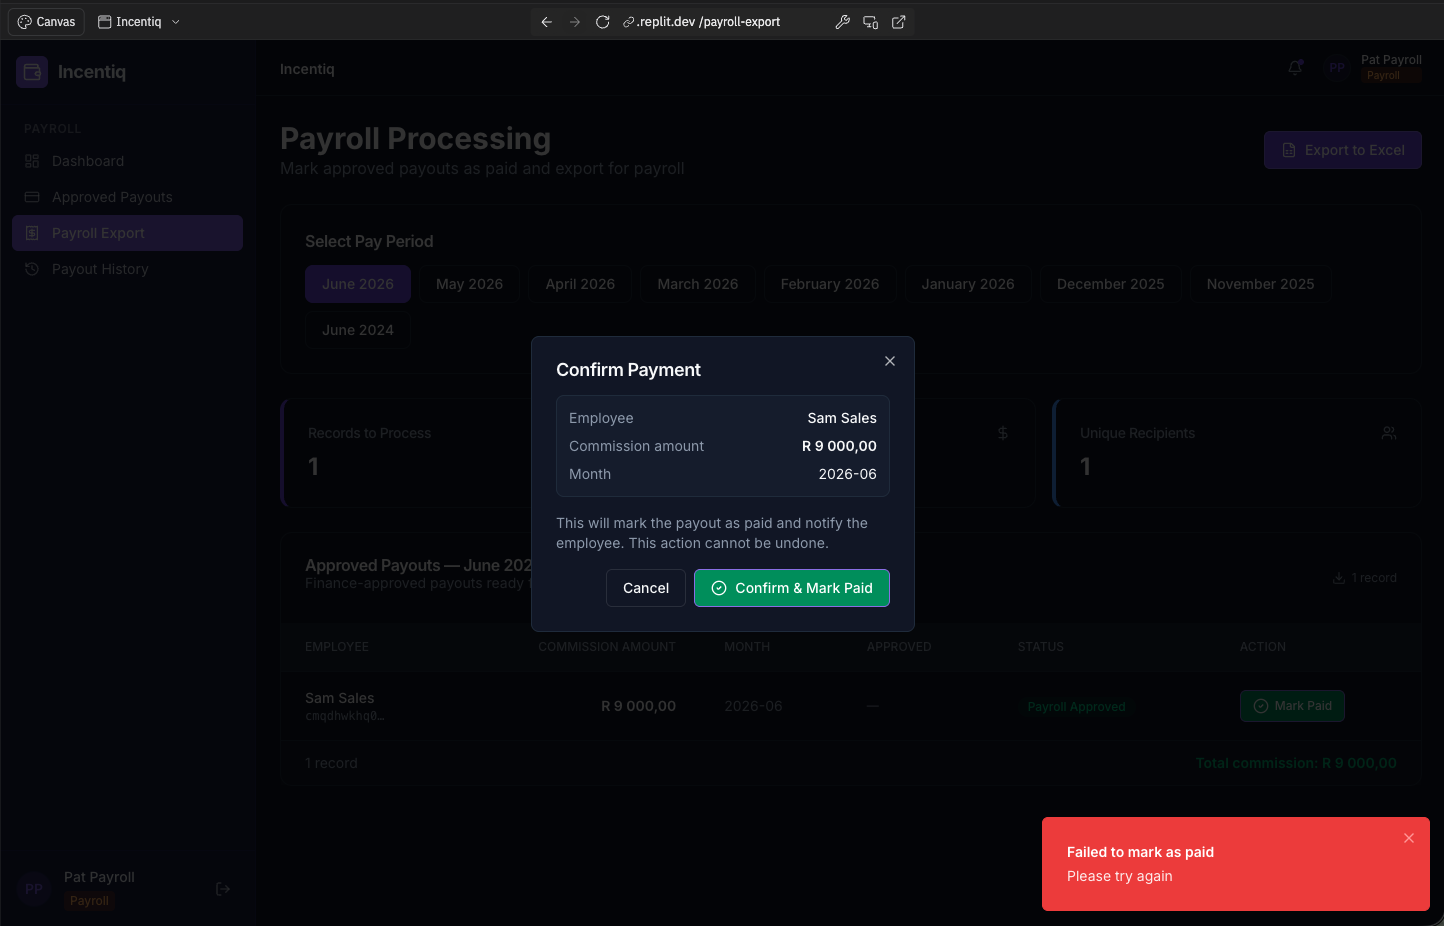 Canvas
Incentiq
.replit.dev /payroll-export
Incentiq
Incentiq
PP
Pat Payroll
Payroll
PAYROLL
Dashboard
Approved Payouts
Payroll Export
Payout History
Payroll Processing
Mark approved payouts as paid and export for payroll
Export to Excel
Select Pay Period
June 2026
May 2026
April 2026
March 2026
February 2026
January 2026
December 2025
November 2025
June 2024
Records to Process
1
Unique Recipients
1
Confirm Payment
Employee Sam Sales
Commission amount R 9 000,00
Month 2026-06
This will mark the payout as paid and notify the
employee. This action cannot be undone.
Cancel
Confirm & Mark Paid
Approved Payouts — June 202
Finance-approved payouts ready
1 record
EMPLOYEE COMMISSION AMOUNT MONTH APPROVED STATUS ACTION
Sam Sales
cmqdhwkhq0…
R 9 000,00
2026-06
—
Payroll Approved
Mark Paid
1 record
Total commission: R 9 000,00
PP
Pat Payroll
Payroll
Failed to mark as paid
Please try again